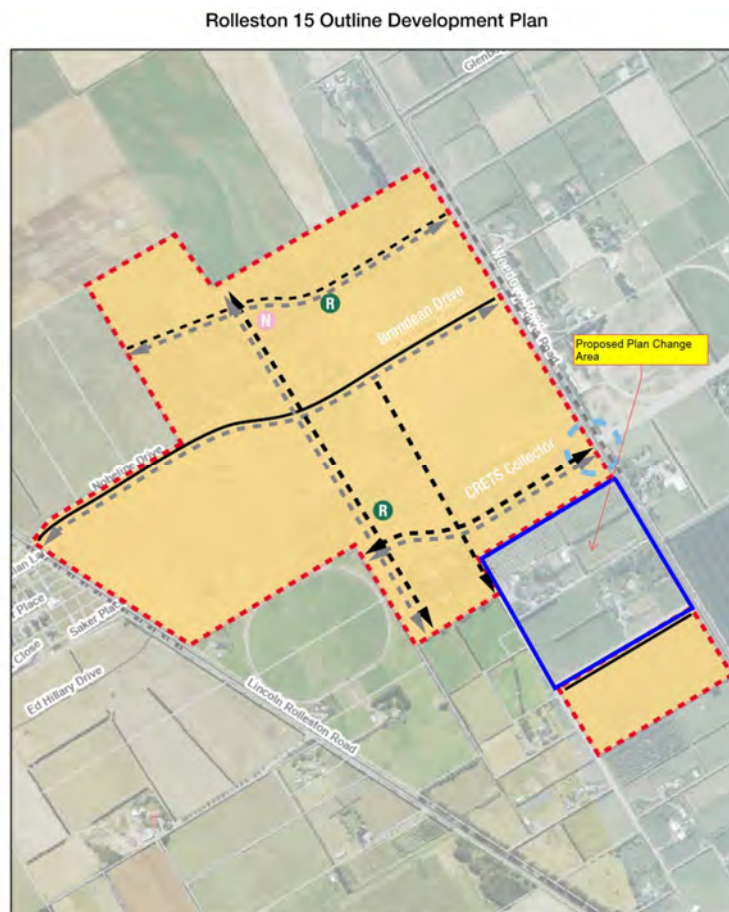 Rolleston 15 Outline Development Plan
N
R
Brendean Drive
Proposed Plan Change
Area
Nobeline Drive
CRETS Collector
R
Place
Saker Place
Close
Ed Hillary Drive
Lincoln Rolleston Road